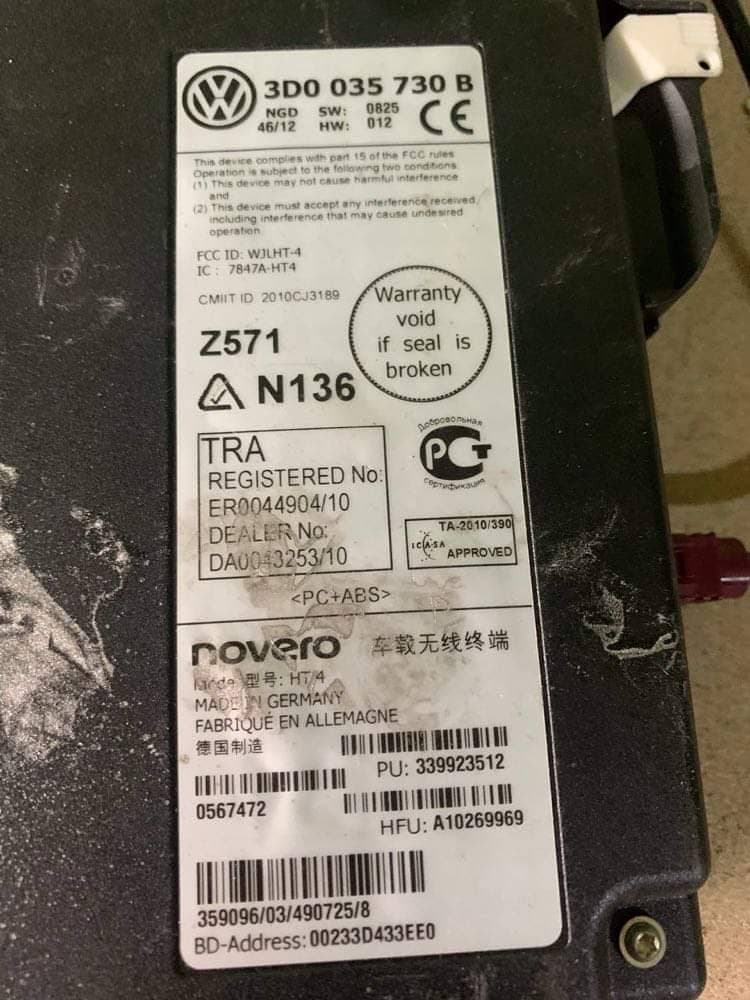 3D0 035 730 B
NGD SW: 0825
46/12 HW: 012
CE
This device complies with part 15 of the FCC rules
Operation is subject to the following two conditions:
(1) This device may not cause harmful interference
and
(2) This device must accept any interference received,
including interference that may cause undesired
operation.
FCC ID: WJLHT-4
IC : 7847A-HT4
CMIIT ID 2010CJ3189
Warranty
void
if seal is
broken
Z571
N136
TRA
REGISTERED No:
ER0044904/10
DEALER No:
DA0043253/10
Добровольная
РСТ
сертификация
TA-2010/390
ICASA
APPROVED
<PC+ABS>
novero 车载无线终端
Model 型号: HT-4
MADE IN GERMANY
FABRIQUÉ EN ALLEMAGNE
德国制造
PU: 339923512
0567472
HFU: A10269969
359096/03/490725/8
BD-Address: 00233D433EE0